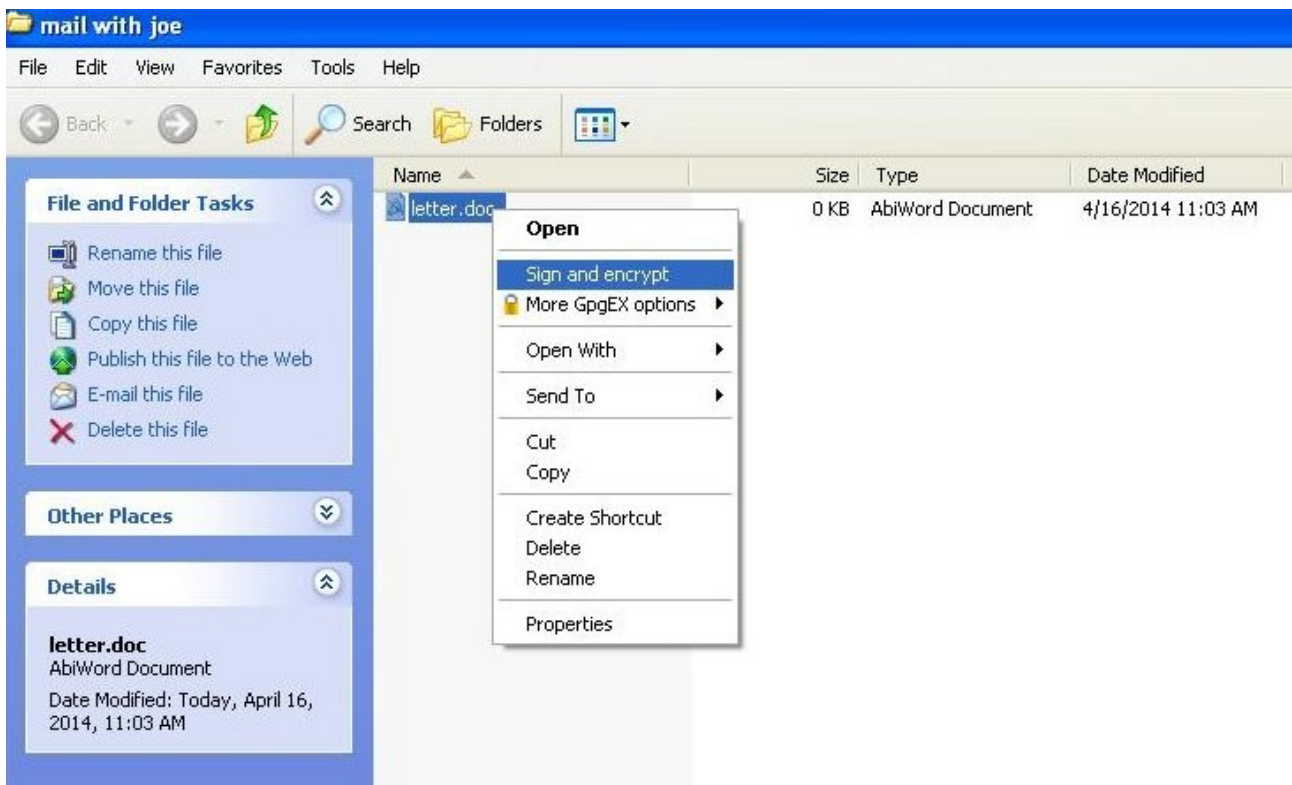 mail with joe
File Edit View Favorites Tools Help
Back Search Folders
Name Size Type Date Modified
letter.doc 0 KB AbiWord Document 4/16/2014 11:03 AM
File and Folder Tasks
Rename this file
Move this file
Copy this file
Publish this file to the Web
E-mail this file
Delete this file
Other Places
Details
letter.doc
AbiWord Document
Date Modified: Today, April 16,
2014, 11:03 AM
Open
Sign and encrypt
More GpgEX options
Open With
Send To
Cut
Copy
Create Shortcut
Delete
Rename
Properties